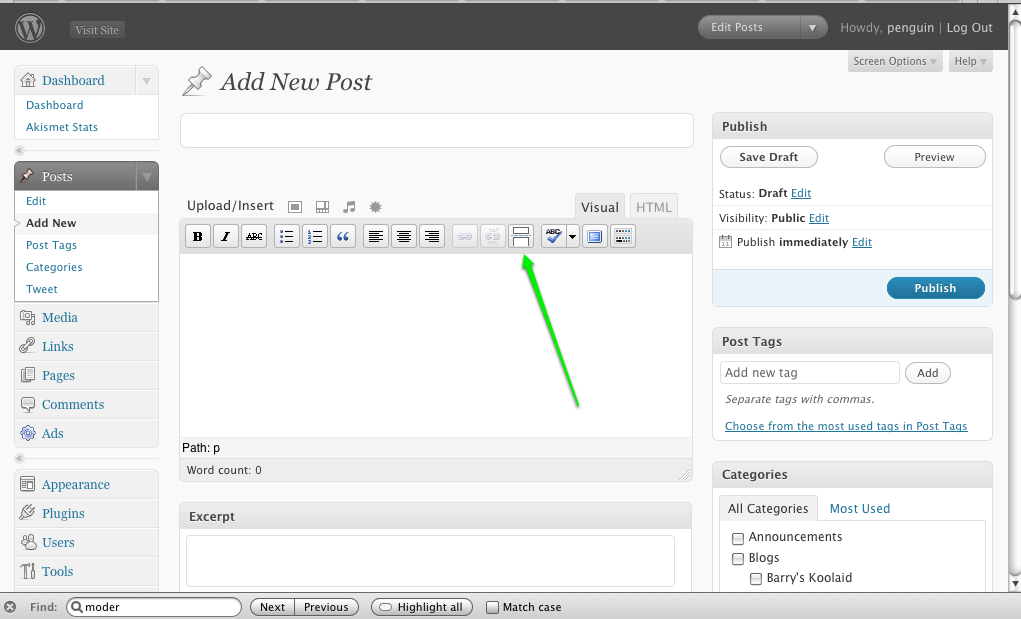 W
Visit Site
Edit Posts
Howdy, penguin | Log Out
Screen Options
Help
Dashboard
Dashboard
Akismet Stats
Posts
Edit
Add New
Post Tags
Categories
Tweet
Media
Links
Pages
Comments
Ads
Appearance
Plugins
Users
Tools
Add New Post
Upload/Insert
Visual
HTML
B I ABC ABC
Path: p
Word count: 0
Excerpt
Publish
Save Draft
Preview
Status: Draft Edit
Visibility: Public Edit
Publish immediately Edit
Publish
Post Tags
Add new tag
Add
Separate tags with commas.
Choose from the most used tags in Post Tags
Categories
All Categories
Most Used
Announcements
Blogs
Barry's Koolaid
Find: moder Next Previous Highlight all Match case